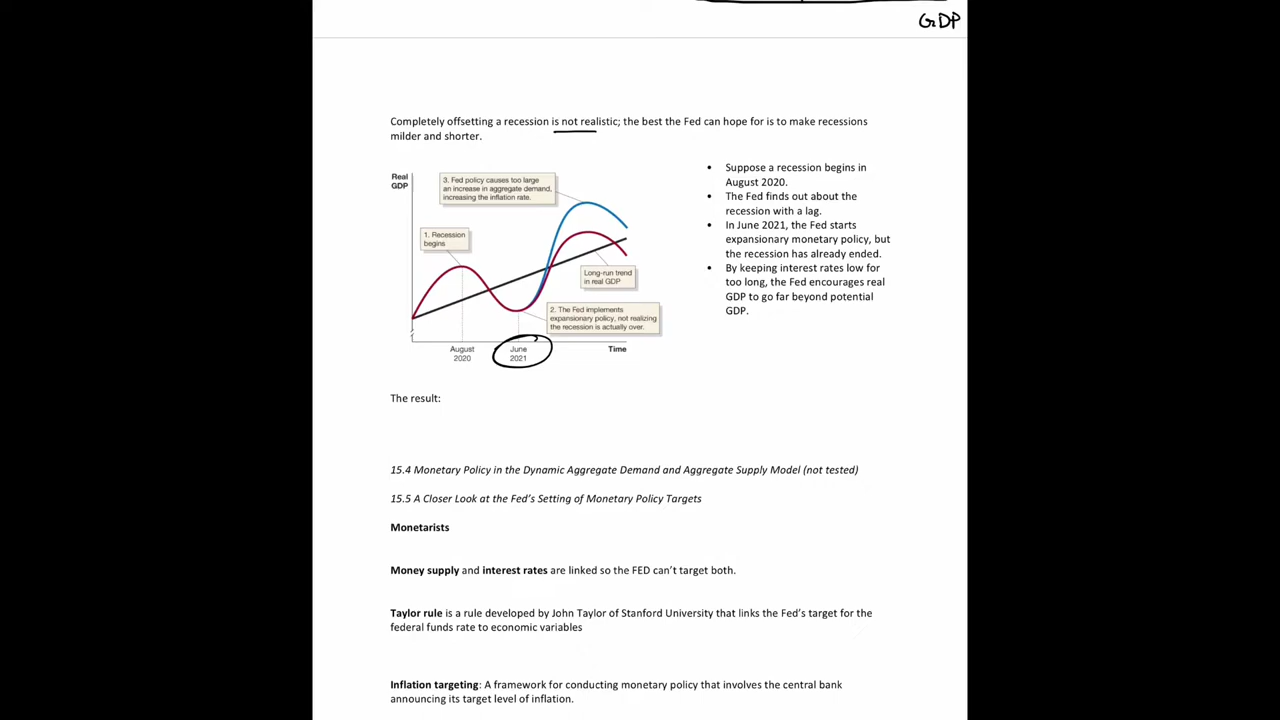 GDP
Completely offsetting a recession is not realistic; the best the Fed can hope for is to make recessions
milder and shorter.
Real
GDP
3. Fed policy causes too large
an increase in aggregate demand,
increasing the inflation rate.
1. Recession
begins
Long-run trend
in real GDP
2. The Fed implements
expansionary policy, not realizing
the recession is actually over.
August
2020
June
2021
Time
• Suppose a recession begins in
August 2020.
• The Fed finds out about the
recession with a lag.
• In June 2021, the Fed starts
expansionary monetary policy, but
the recession has already ended.
• By keeping interest rates low for
too long, the Fed encourages real
GDP to go far beyond potential
GDP.
The result:
15.4 Monetary Policy in the Dynamic Aggregate Demand and Aggregate Supply Model (not tested)
15.5 A Closer Look at the Fed's Setting of Monetary Policy Targets
Monetarists
Money supply and interest rates are linked so the FED can't target both.
Taylor rule is a rule developed by John Taylor of Stanford University that links the Fed's target for the
federal funds rate to economic variables
Inflation targeting: A framework for conducting monetary policy that involves the central bank
announcing its target level of inflation.